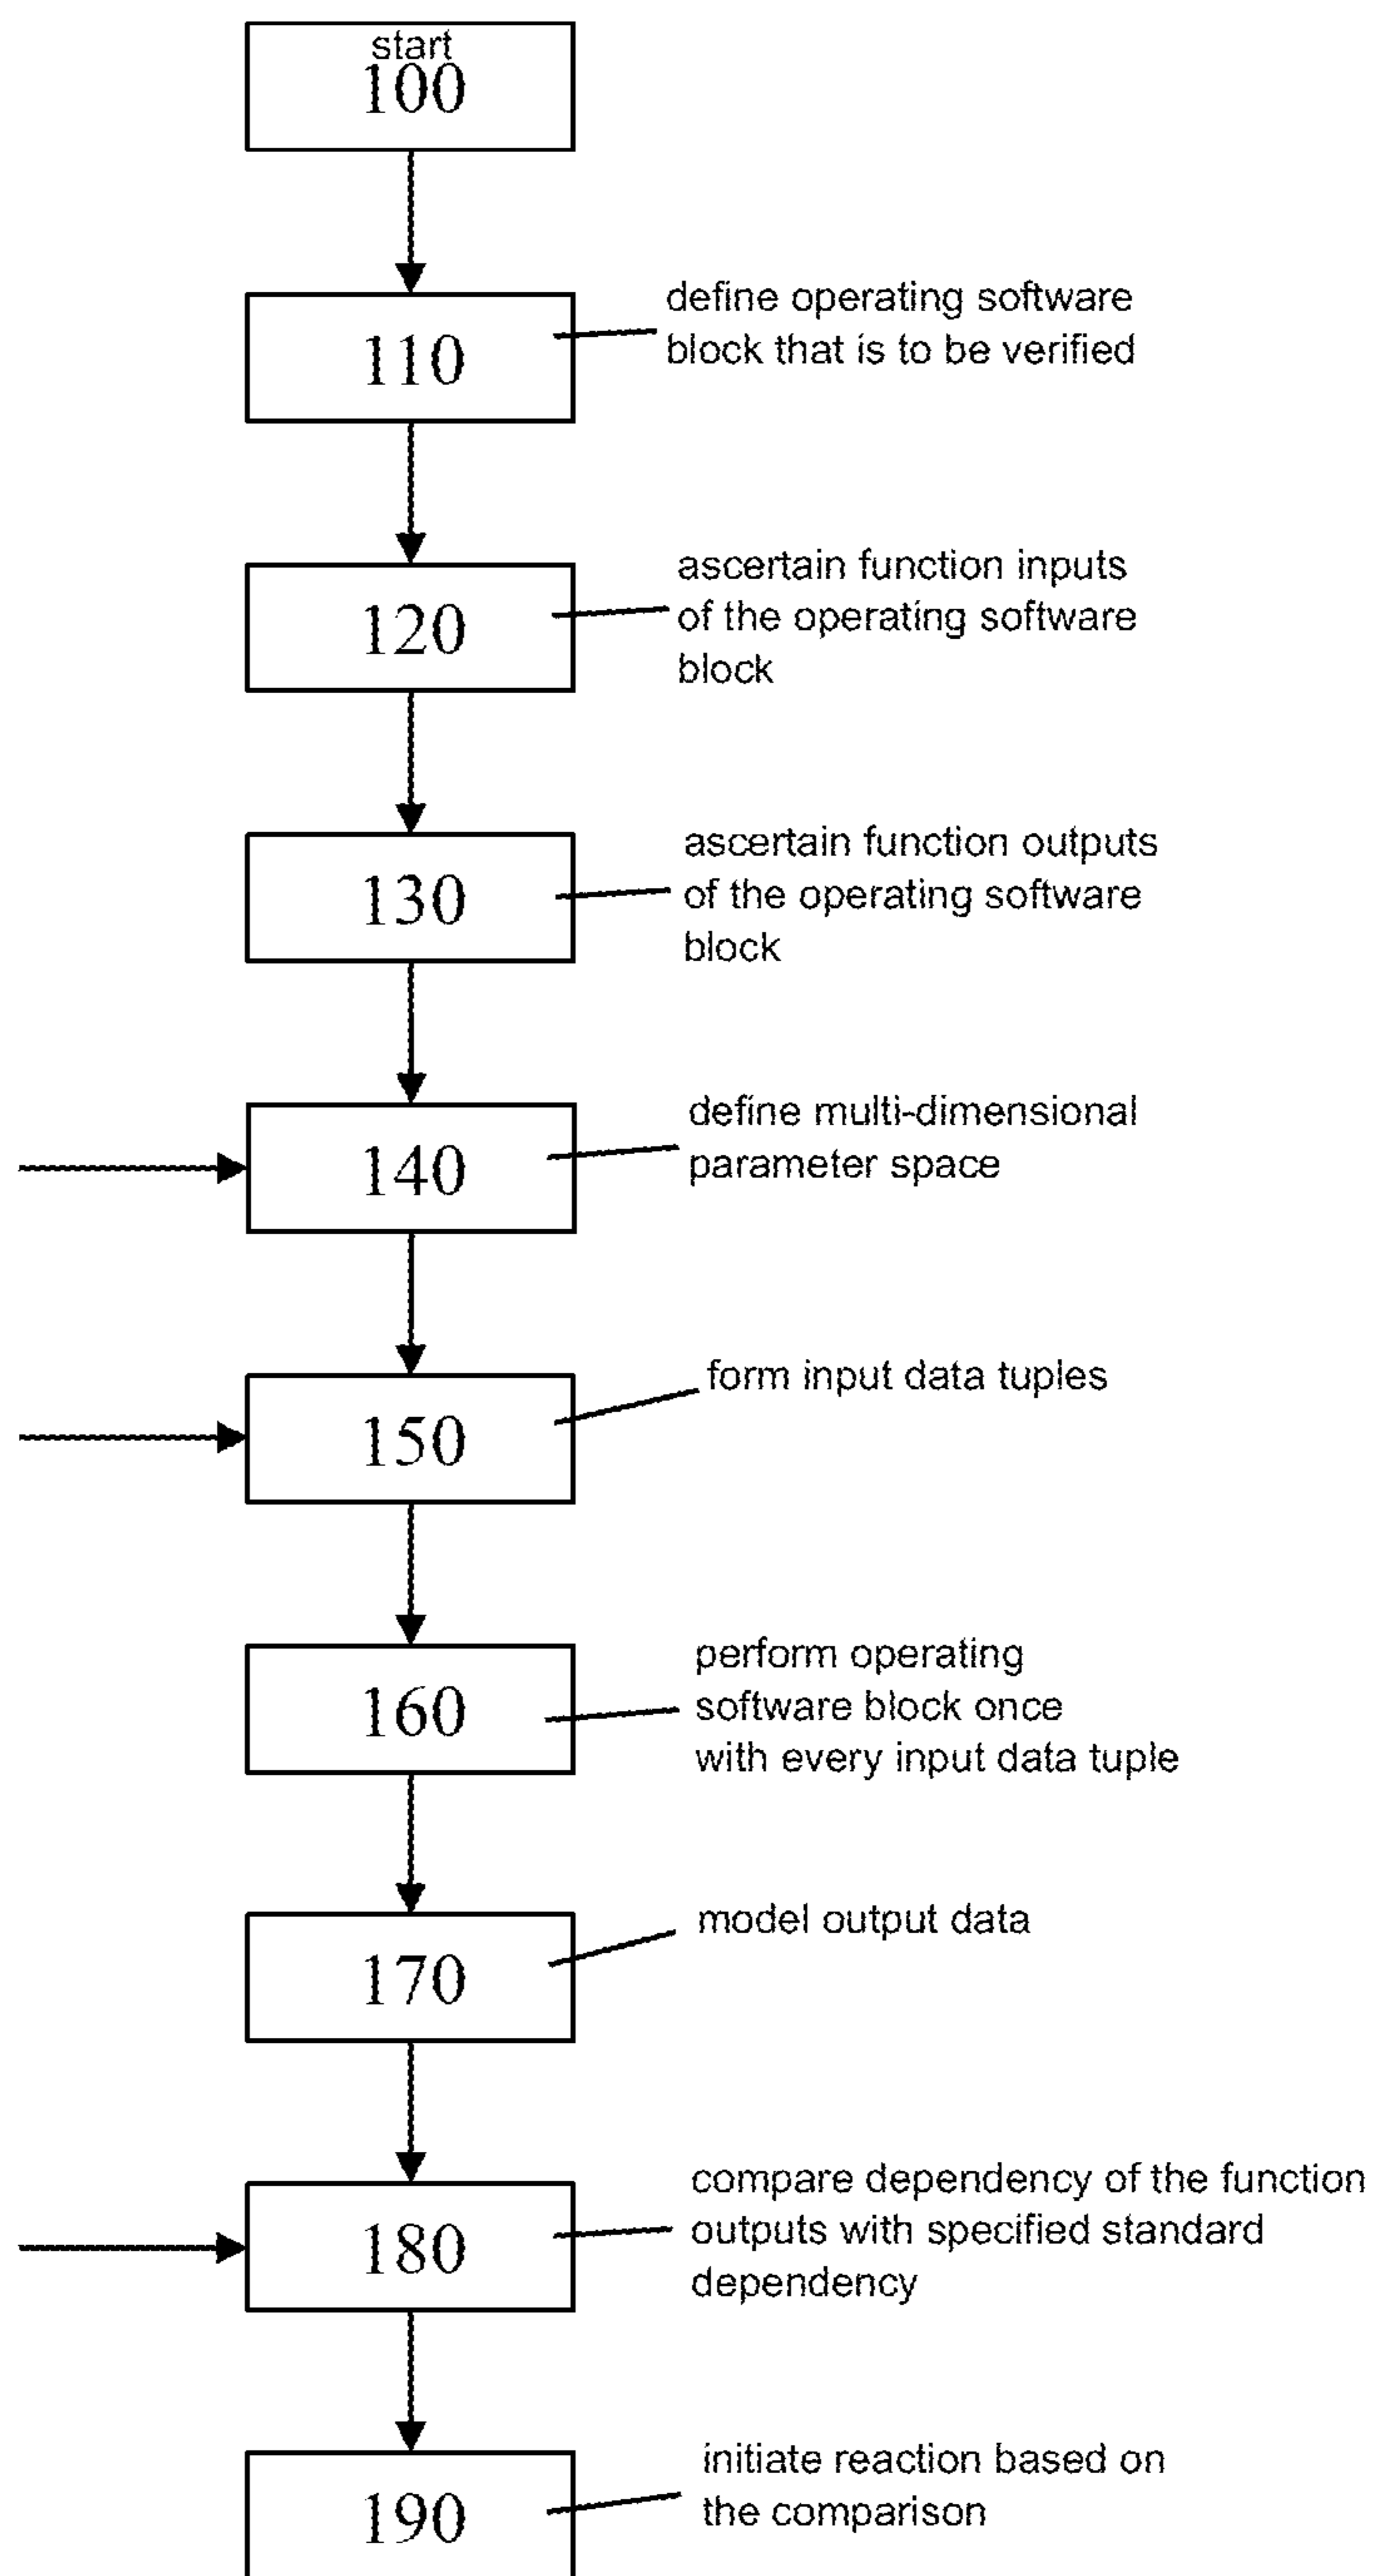 start
100
110
define operating software
block that is to be verified
120
ascertain function inputs
of the operating software
block
130
ascertain function outputs
of the operating software
block
140
define multi-dimensional
parameter space
150
form input data tuples
160
perform operating
software block once
with every input data tuple
170
model output data
180
compare dependency of the function
outputs with specified standard
dependency
190
initiate reaction based on
the comparison